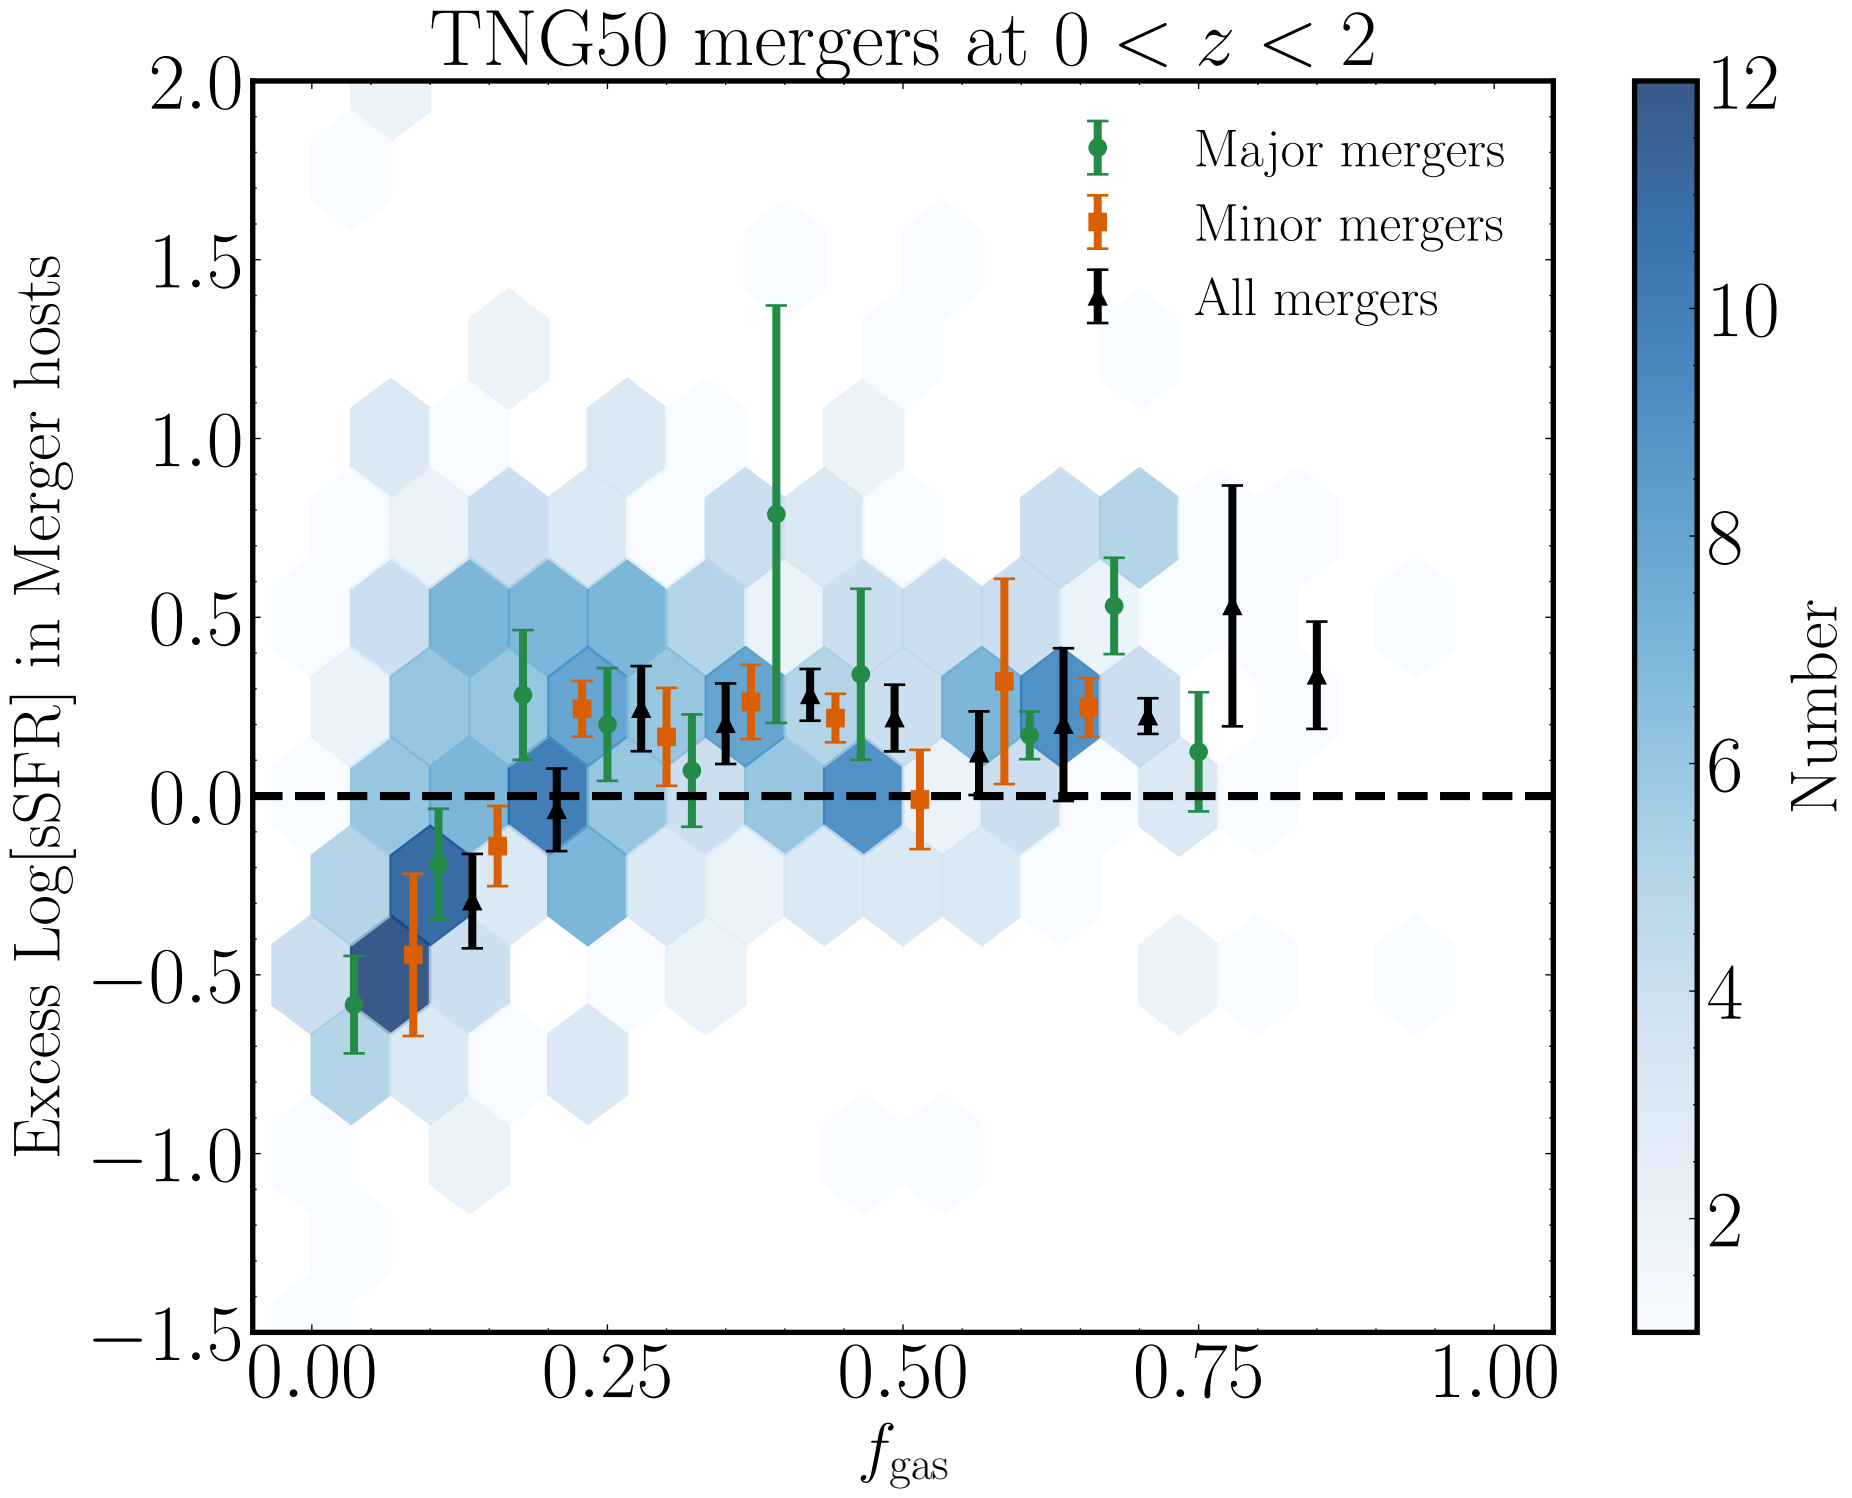 TNG50 mergers at 0 < z < 2
Excess Log[sSFR] in Merger hosts
2.0
1.5
1.0
0.5
0.0
−0.5
−1.0
−1.5
Major mergers
Minor mergers
All mergers
0.00 0.25 0.50 0.75 1.00
f_gas
12
10
8
6
4
2
Number